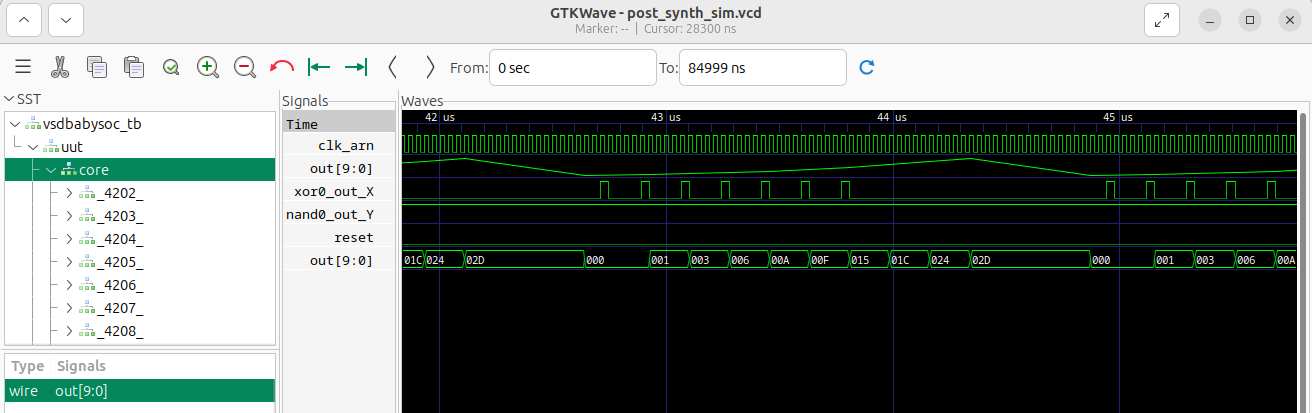 GTKWave - post_synth_sim.vcd
Marker: -- | Cursor: 28300 ns
From: 0 sec To: 84999 ns
SST
vsdbabysoc_tb
uut
core
_4202_
_4203_
_4204_
_4205_
_4206_
_4207_
_4208_
Type Signals
wire out[9:0]
Signals
Time
clk_arn
out[9:0]
xor0_out_X
nand0_out_Y
reset
out[9:0]
Waves
42 us 43 us 44 us 45 us
01C 024 02D 000 001 003 006 00A 00F 015 01C 024 02D 000 001 003 006 00A